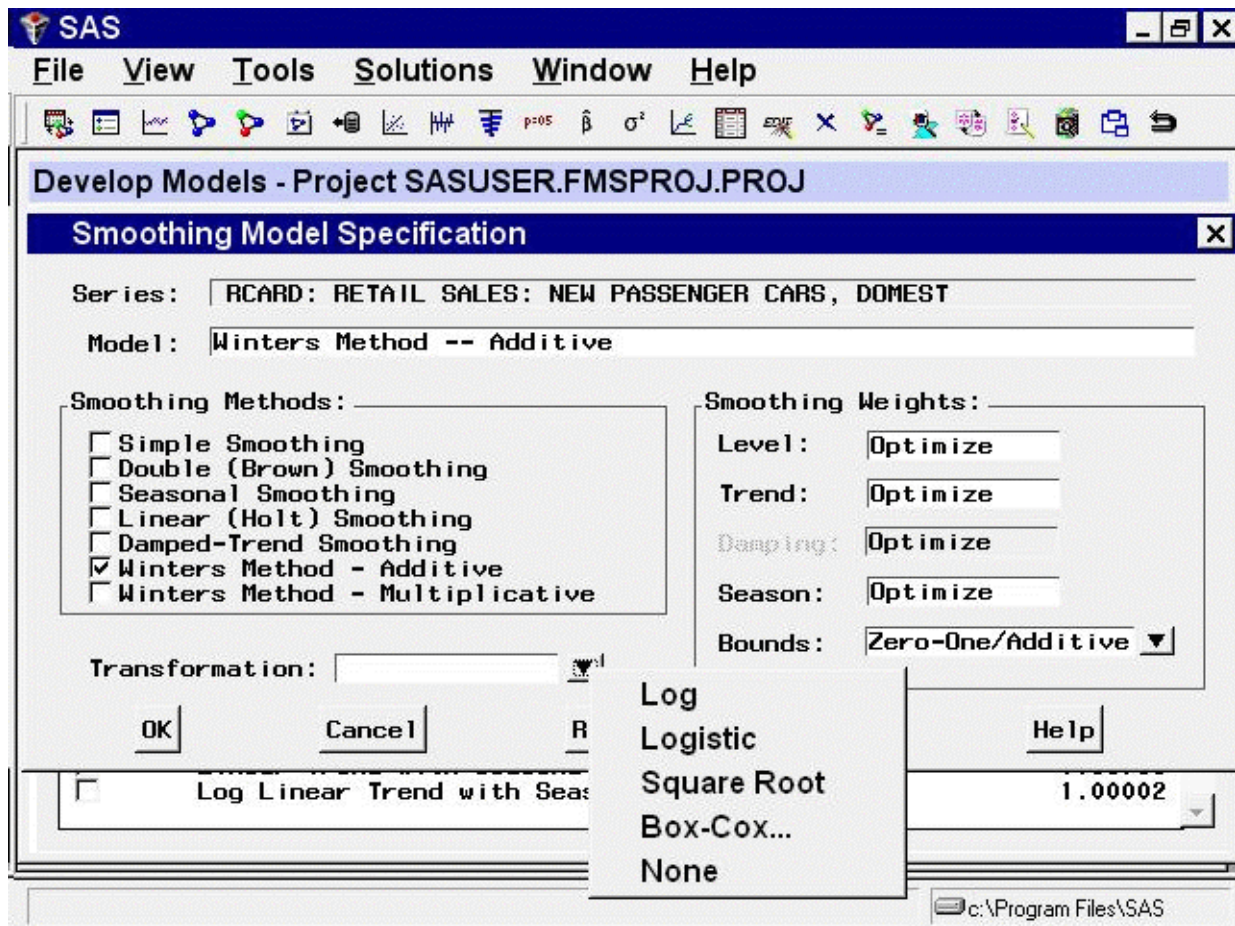 SAS
File View Tools Solutions Window Help
p=05 β̂ σ²
Develop Models - Project SASUSER.FMSPROJ.PROJ
Smoothing Model Specification
Series: RCARD: RETAIL SALES: NEW PASSENGER CARS, DOMEST
Model: Winters Method -- Additive
Smoothing Methods:
Simple Smoothing
Double (Brown) Smoothing
Seasonal Smoothing
Linear (Holt) Smoothing
Damped-Trend Smoothing
Winters Method - Additive
Winters Method - Multiplicative
Smoothing Weights:
Level: Optimize
Trend: Optimize
Damping: Optimize
Season: Optimize
Bounds: Zero-One/Additive
Transformation:
Log
Logistic
Square Root
Box-Cox...
None
OK Cancel R Help
Log Linear Trend with Seas 1.00002
c:\Program Files\SAS